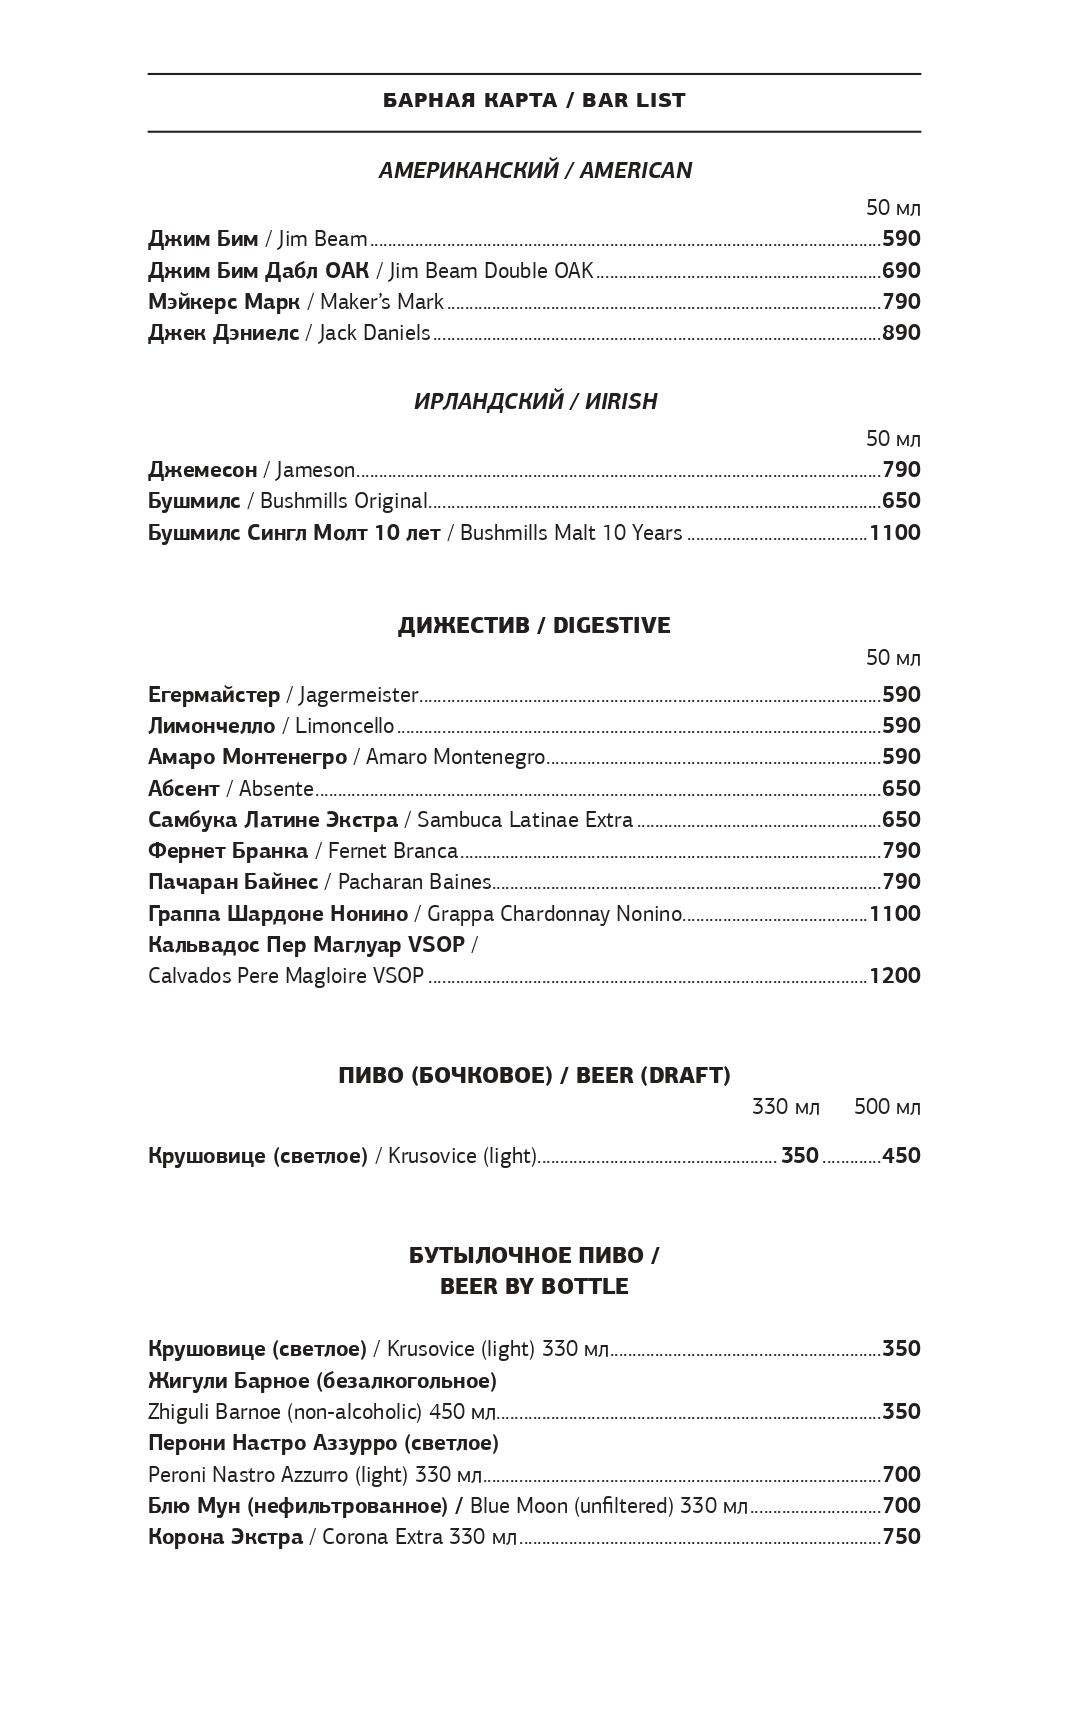 БАРНАЯ КАРТА / BAR LIST
АМЕРИКАНСКИЙ / AMERICAN
50 мл
Джим Бим / Jim Beam 590
Джим Бим Дабл ОАК / Jim Beam Double OAK 690
Мэйкерс Марк / Maker’s Mark 790
Джек Дэниелс / Jack Daniels 890
ИРЛАНДСКИЙ / ИIRISH
50 мл
Джемесон / Jameson 790
Бушмилс / Bushmills Original 650
Бушмилс Сингл Молт 10 лет / Bushmills Malt 10 Years 1100
ДИЖЕСТИВ / DIGESTIVE
50 мл
Егермайстер / Jagermeister 590
Лимончелло / Limoncello 590
Амаро Монтенегро / Amaro Montenegro 590
Абсент / Absente 650
Самбука Латине Экстра / Sambuca Latinae Extra 650
Фернет Бранка / Fernet Branca 790
Пачаран Байнес / Pacharan Baines 790
Граппа Шардоне Нонино / Grappa Chardonnay Nonino 1100
Кальвадос Пер Маглуар VSOP /
Calvados Pere Magloire VSOP 1200
ПИВО (БОЧКОВОЕ) / BEER (DRAFT)
330 мл 500 мл
Крушовице (светлое) / Krusovice (light) 350 450
БУТЫЛОЧНОЕ ПИВО /
BEER BY BOTTLE
Крушовице (светлое) / Krusovice (light) 330 мл 350
Жигули Барное (безалкогольное)
Zhiguli Barnoe (non-alcoholic) 450 мл 350
Перони Настро Аззурро (светлое)
Peroni Nastro Azzurro (light) 330 мл 700
Блю Мун (нефильтрованное) / Blue Moon (unfiltered) 330 мл 700
Корона Экстра / Corona Extra 330 мл 750